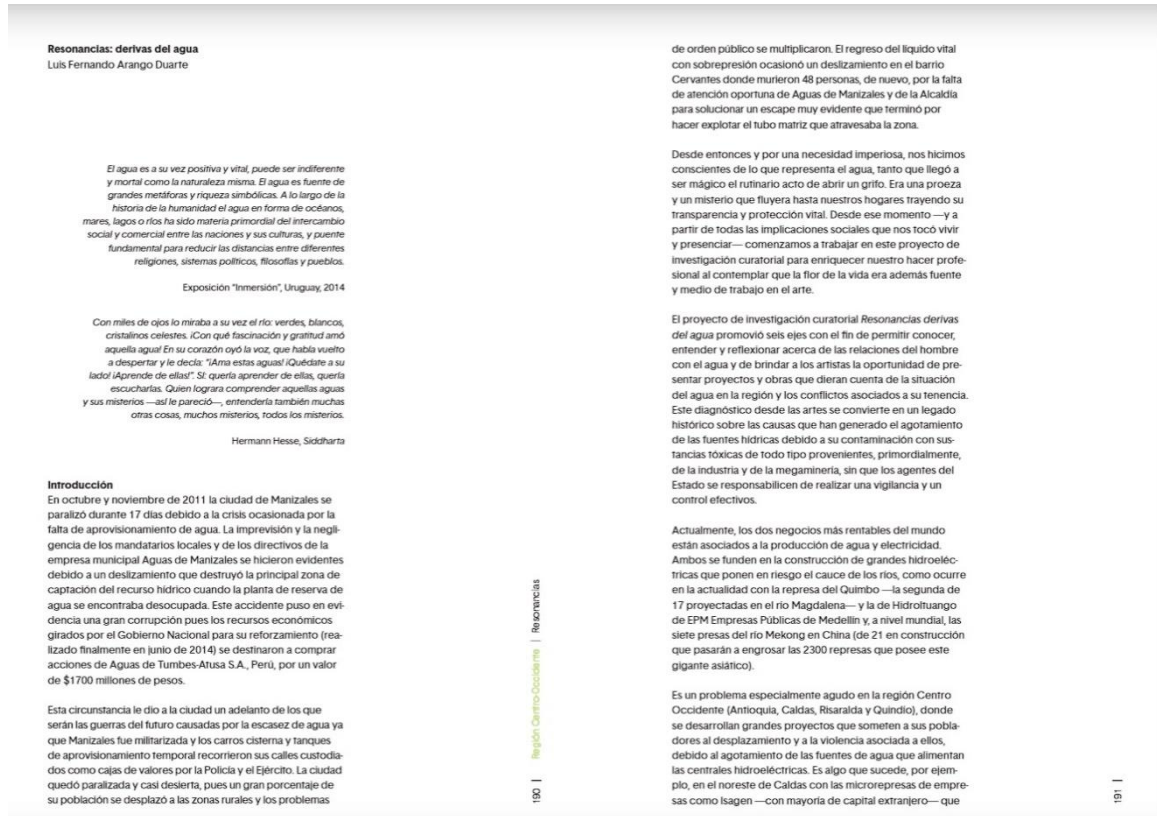 Resonancias: derivas del agua
Luis Fernando Arango Duarte
El agua es a su vez positiva y vital, puede ser indiferente
y mortal como la naturaleza misma. El agua es fuente de
grandes metáforas y riqueza simbólicas. A lo largo de la
historia de la humanidad el agua en forma de océanos,
mares, lagos o ríos ha sido materia primordial del intercambio
social y comercial entre las naciones y sus culturas, y puente
fundamental para reducir las distancias entre diferentes
religiones, sistemas políticos, filosofías y pueblos.
Exposición "Inmersión", Uruguay, 2014
Con miles de ojos lo miraba a su vez el río: verdes, blancos,
cristalinos celestes. ¡Con qué fascinación y gratitud amó
aquella agua! En su corazón oyó la voz, que había vuelto
a despertar y le decía: "¡Ama estas aguas! ¡Quédate a su
lado! ¡Aprende de ellas!". Sí: quería aprender de ellas, quería
escucharlas. Quien lograra comprender aquellas aguas
y sus misterios —así le pareció—, entendería también muchas
otras cosas, muchos misterios, todos los misterios.
Hermann Hesse, Siddharta
Introducción
En octubre y noviembre de 2011 la ciudad de Manizales se
paralizó durante 17 días debido a la crisis ocasionada por la
falta de aprovisionamiento de agua. La imprevisión y la negli-
gencia de los mandatarios locales y de los directivos de la
empresa municipal Aguas de Manizales se hicieron evidentes
debido a un deslizamiento que destruyó la principal zona de
captación del recurso hídrico cuando la planta de reserva de
agua se encontraba desocupada. Este accidente puso en evi-
dencia una gran corrupción pues los recursos económicos
girados por el Gobierno Nacional para su reforzamiento (rea-
lizado finalmente en junio de 2014) se destinaron a comprar
acciones de Aguas de Tumbes-Atusa S.A., Perú, por un valor
de $1700 millones de pesos.
Esta circunstancia le dio a la ciudad un adelanto de los que
serán las guerras del futuro causadas por la escasez de agua ya
que Manizales fue militarizada y los carros cisterna y tanques
de aprovisionamiento temporal recorrieron sus calles custodia-
dos como cajas de valores por la Policía y el Ejército. La ciudad
quedó paralizada y casi desierta, pues un gran porcentaje de
su población se desplazó a las zonas rurales y los problemas
190 | Región Centro-Occidente | Resonancias
de orden público se multiplicaron. El regreso del líquido vital
con sobrepresión ocasionó un deslizamiento en el barrio
Cervantes donde murieron 48 personas, de nuevo, por la falta
de atención oportuna de Aguas de Manizales y de la Alcaldía
para solucionar un escape muy evidente que terminó por
hacer explotar el tubo matriz que atravesaba la zona.
Desde entonces y por una necesidad imperiosa, nos hicimos
conscientes de lo que representa el agua, tanto que llegó a
ser mágico el rutinario acto de abrir un grifo. Era una proeza
y un misterio que fluyera hasta nuestros hogares trayendo su
transparencia y protección vital. Desde ese momento —y a
partir de todas las implicaciones sociales que nos tocó vivir
y presenciar— comenzamos a trabajar en este proyecto de
investigación curatorial para enriquecer nuestro hacer profe-
sional al contemplar que la flor de la vida era además fuente
y medio de trabajo en el arte.
El proyecto de investigación curatorial Resonancias derivas
del agua promovió seis ejes con el fin de permitir conocer,
entender y reflexionar acerca de las relaciones del hombre
con el agua y de brindar a los artistas la oportunidad de pre-
sentar proyectos y obras que dieran cuenta de la situación
del agua en la región y los conflictos asociados a su tenencia.
Este diagnóstico desde las artes se convierte en un legado
histórico sobre las causas que han generado el agotamiento
de las fuentes hídricas debido a su contaminación con sus-
tancias tóxicas de todo tipo provenientes, primordialmente,
de la industria y de la megaminería, sin que los agentes del
Estado se responsabilicen de realizar una vigilancia y un
control efectivos.
Actualmente, los dos negocios más rentables del mundo
están asociados a la producción de agua y electricidad.
Ambos se funden en la construcción de grandes hidroeléc-
tricas que ponen en riesgo el cauce de los ríos, como ocurre
en la actualidad con la represa del Quimbo —la segunda de
17 proyectadas en el río Magdalena— y la de Hidroituango
de EPM Empresas Públicas de Medellín y, a nivel mundial, las
siete presas del río Mekong en China (de 21 en construcción
que pasarán a engrosar las 2300 represas que posee este
gigante asiático).
Es un problema especialmente agudo en la región Centro
Occidente (Antioquia, Caldas, Risaralda y Quindío), donde
se desarrollan grandes proyectos que someten a sus pobla-
dores al desplazamiento y a la violencia asociada a ellos,
debido al agotamiento de las fuentes de agua que alimentan
las centrales hidroeléctricas. Es algo que sucede, por ejem-
plo, en el noreste de Caldas con las microrepresas de empre-
sas como Isagen —con mayoría de capital extranjero— que
191 |